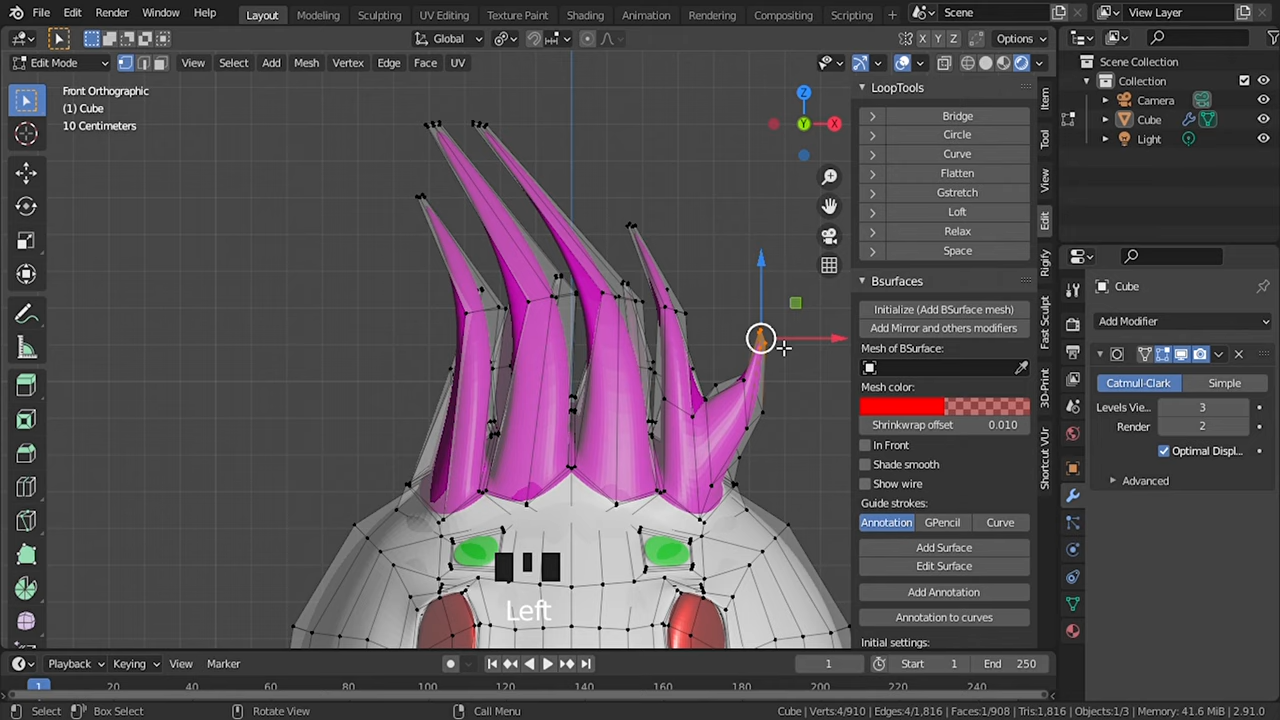 File Edit Render Window Help Layout Modeling Sculpting UV Editing Texture Paint Shading Animation Rendering Compositing Scripting + Scene View Layer
Global X Y Z Options
Edit Mode View Select Add Mesh Vertex Edge Face UV
Front Orthographic
(1) Cube
10 Centimeters
Z
Y
X
LoopTools
Bridge
Circle
Curve
Flatten
Gstretch
Loft
Relax
Space
Bsurfaces
Initialize (Add BSurface mesh)
Add Mirror and others modifiers
Mesh of BSurface:
Mesh color:
Shrinkwrap offset 0.010
In Front
Shade smooth
Show wire
Guide strokes:
Annotation GPencil Curve
Add Surface
Edit Surface
Add Annotation
Annotation to curves
Initial settings:
Item
Tool
View
Edit
Rigify
Fast Sculpt
3D-Print
Shortcut VUr
Scene Collection
Collection
Camera
Cube
Light
Cube
Add Modifier
Catmull-Clark Simple
Levels Vie... 3
Render 2
Optimal Displ...
Advanced
Left
Playback Keying View Marker 1 Start 1 End 250
1 20 40 60 80 100 120 140 160 180 200 220 240
Select Box Select Rotate View Call Menu Cube | Verts:4/910 | Edges:4/1,816 | Faces:1/908 | Tris:1,816 | Objects:1/3 | Memory: 41.6 MiB | 2.91.0